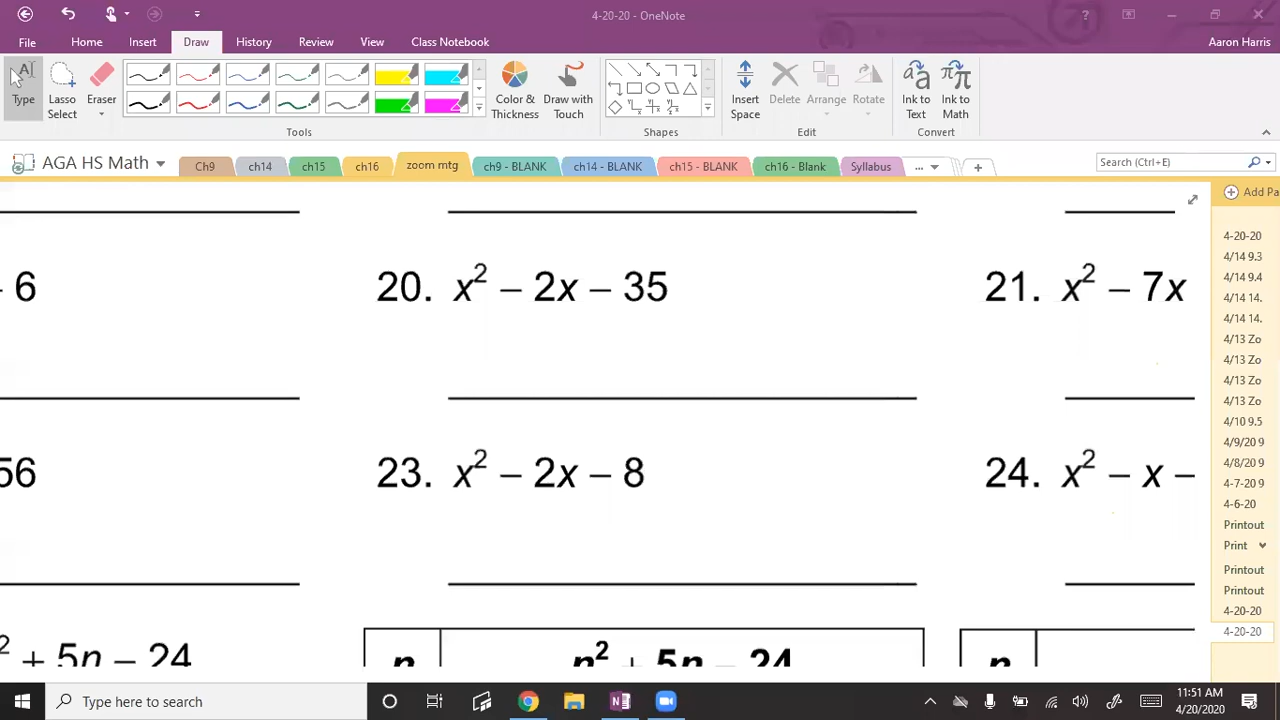 4-20-20 - OneNote
File Home Insert Draw History Review View Class Notebook Aaron Harris
Type Lasso Select Eraser Color & Thickness Draw with Touch Insert Space Delete Arrange Rotate Ink to Text Ink to Math
Tools Shapes Edit Convert
AGA HS Math Ch9 ch14 ch15 ch16 zoom mtg ch9 - BLANK ch14 - BLANK ch15 - BLANK ch16 - Blank Syllabus ... Search (Ctrl+E)
Add Pa
4-20-20
4/14 9.3
4/14 9.4
4/14 14.
4/14 14.
4/13 Zo
4/13 Zo
4/13 Zo
4/13 Zo
4/10 9.5
4/9/20 9
4/8/20 9
4-7-20 9
4-6-20
Printout
Print
Printout
Printout
4-20-20
4-20-20
- 6 20. x² – 2x – 35 21. x² – 7x
56 23. x² – 2x – 8 24. x² – x –
² + 5n – 24 n n² + 5n – 24 n
Type here to search 11:51 AM
4/20/2020